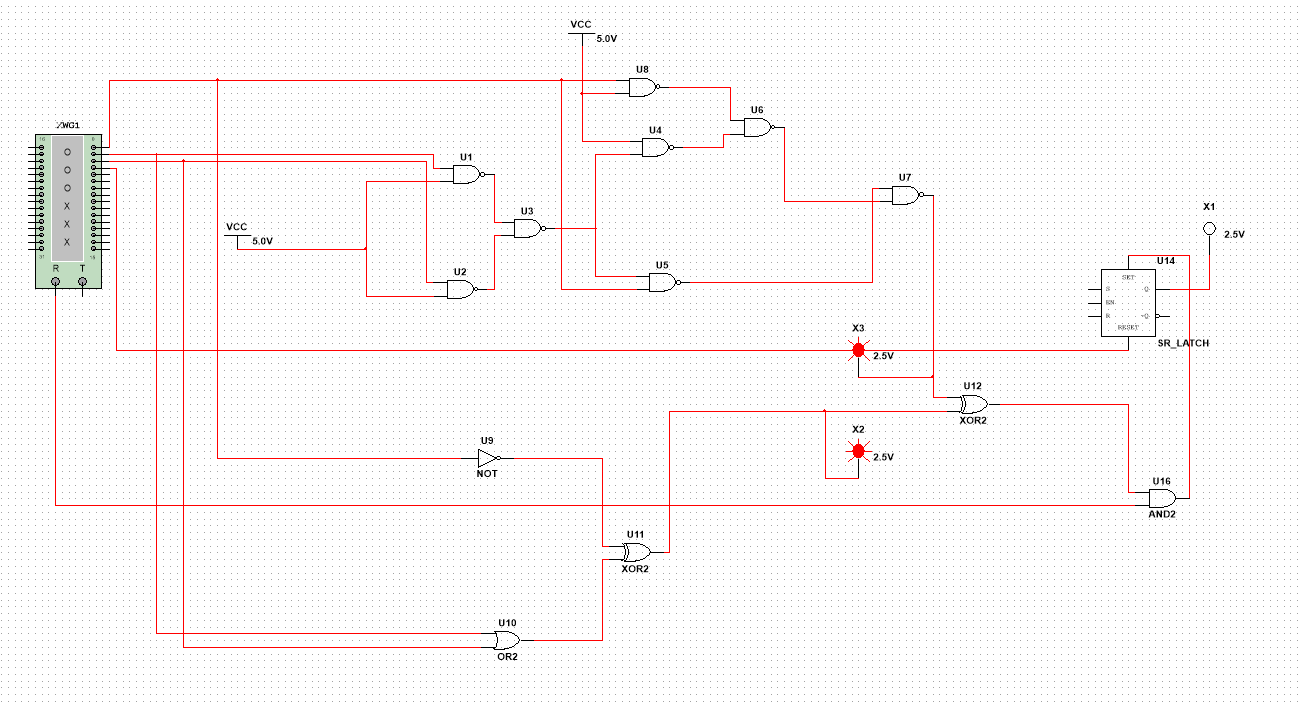 VCC
5.0V
U8
U6
XWG1
U4
U1
U7
O
O
O
X
X
X
U3
X1
2.5V
VCC
5.0V
U14
U5
U2
R T
SET
S Q
EN
R ~Q
RESET
SR_LATCH
X3
2.5V
U12
XOR2
X2
2.5V
U9
NOT
U16
AND2
U11
XOR2
U10
OR2